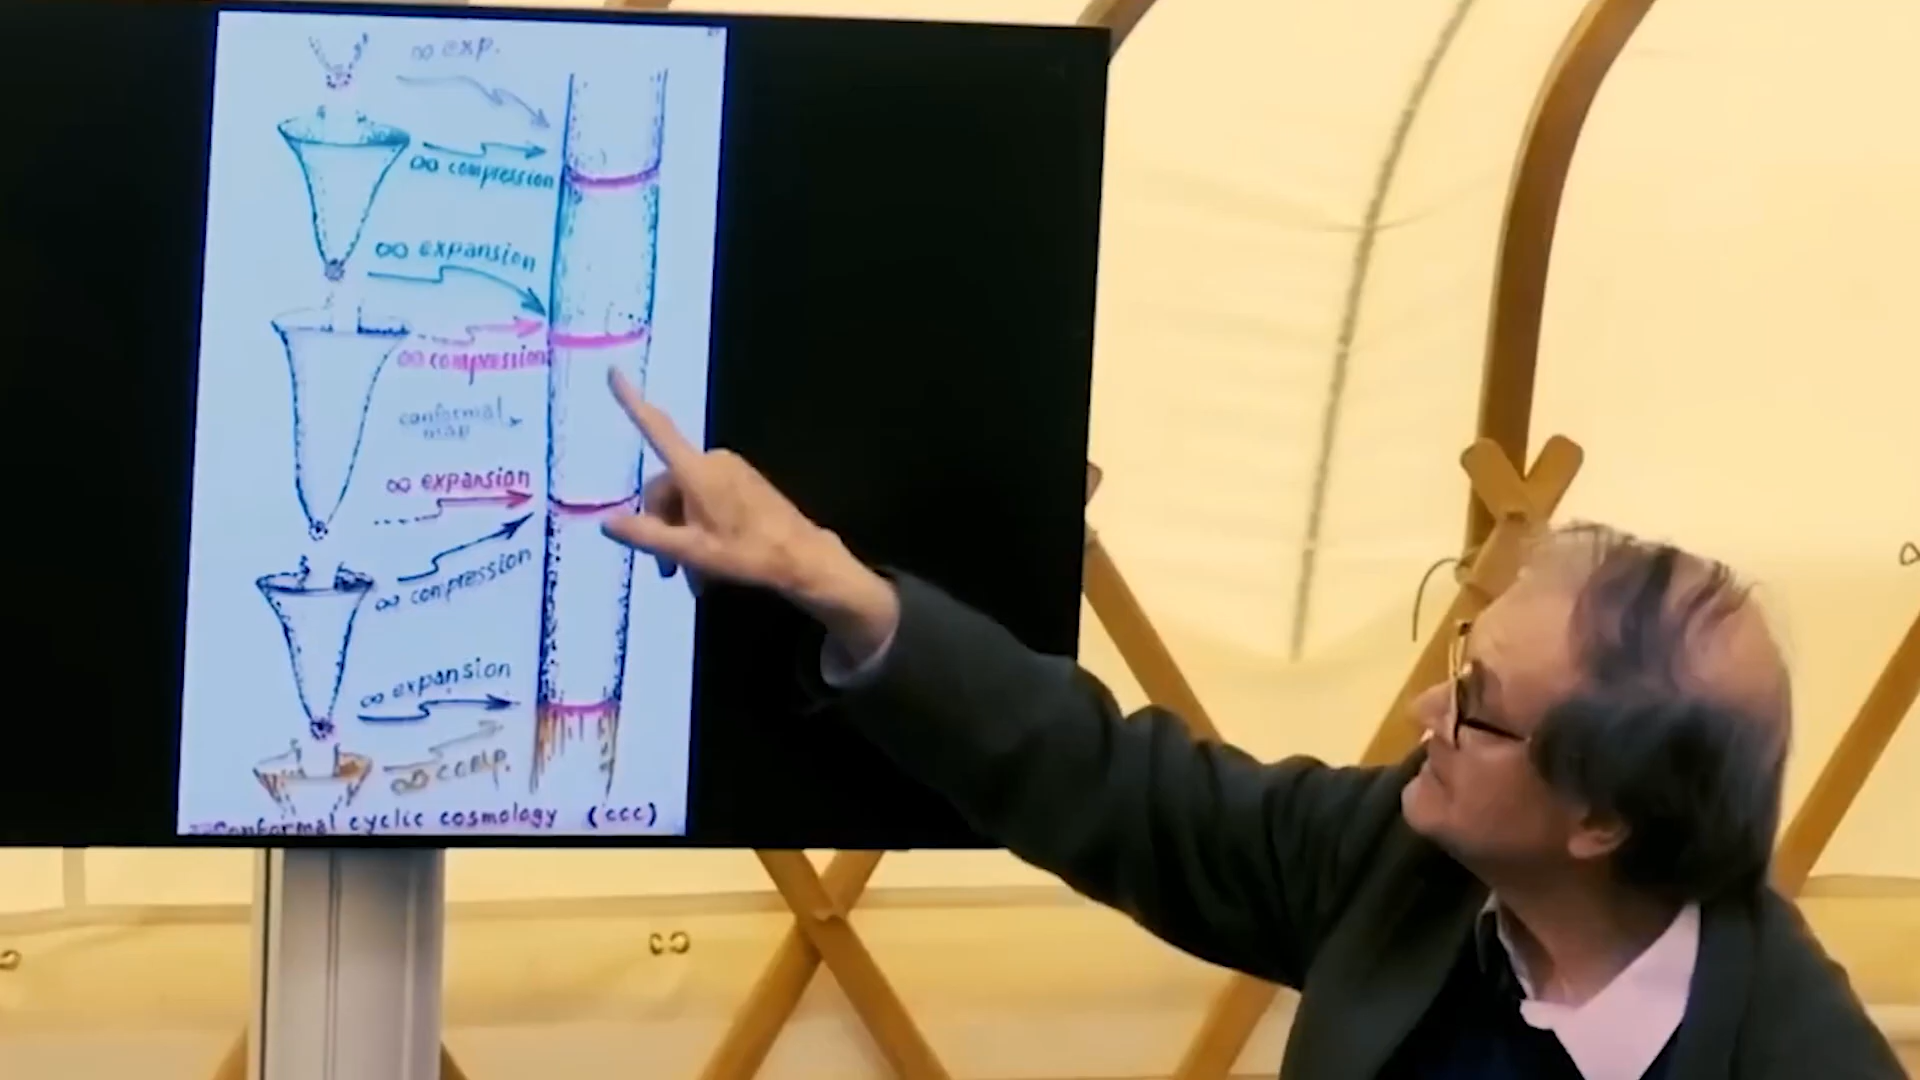 ∞ exp.
∞ compression
∞ expansion
∞ compression
conformal
map
∞ expansion
∞ compression
∞ expansion
∞ comp.
Conformal cyclic cosmology (ccc)